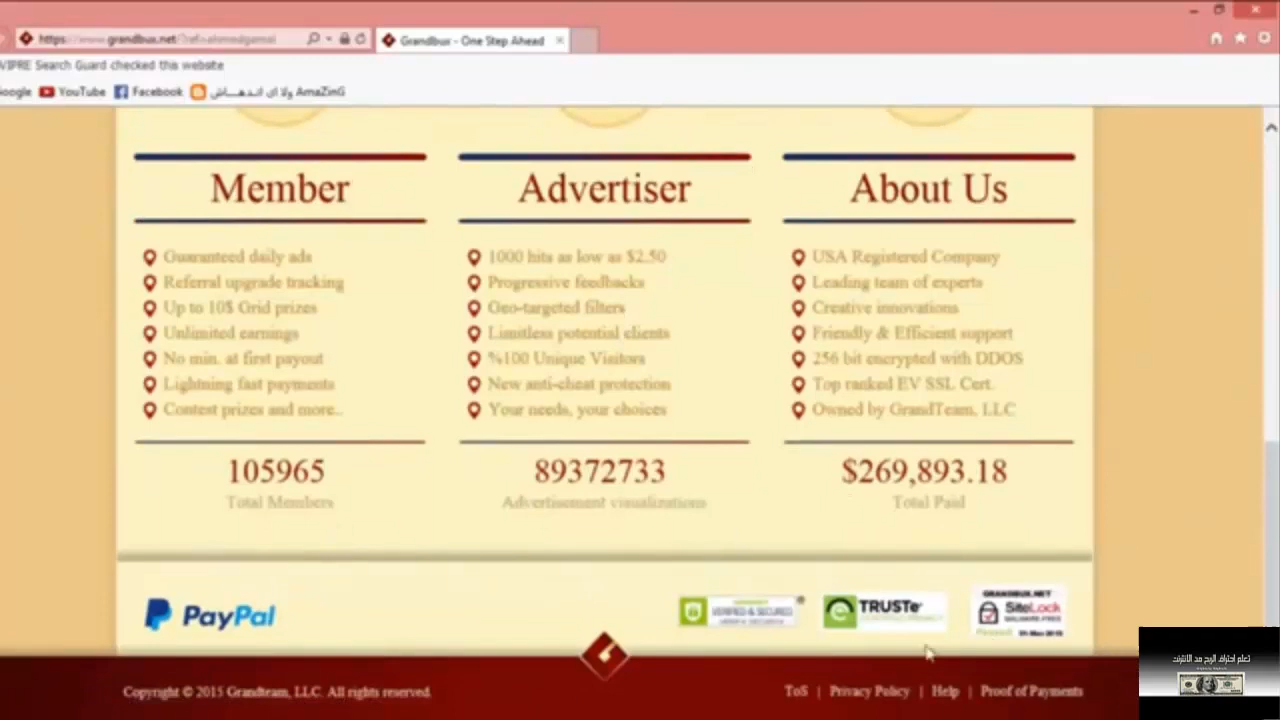 https://www.grandbux.net/?ref=ahmedgamal
Grandbux - One Step Ahead
VIPRE Search Guard checked this website
YouTube
Facebook
ولا اى اندهـــاش AmaZinG
Member
Guaranteed daily ads
Referral upgrade tracking
Up to 10$ Grid prizes
Unlimited earnings
No min. at first payout
Lightning fast payments
Contest prizes and more..
105965
Total Members
Advertiser
1000 hits as low as $2.50
Progressive feedbacks
Geo-targeted filters
Limitless potential clients
%100 Unique Visitors
New anti-cheat protection
Your needs, your choices
89372733
Advertisement visualizations
About Us
USA Registered Company
Leading team of experts
Creative innovations
Friendly & Efficient support
256 bit encrypted with DDOS
Top ranked EV SSL Cert.
Owned by GrandTeam, LLC
$269,893.18
Total Paid
PayPal
VERIFIED & SECURED
TRUSTe
GRANDBUX.NET
SiteLock
MALWARE-FREE
Copyright © 2015 Grandteam, LLC. All rights reserved.
ToS | Privacy Policy | Help | Proof of Payments
تعلم احتراف الربح من الانترنت